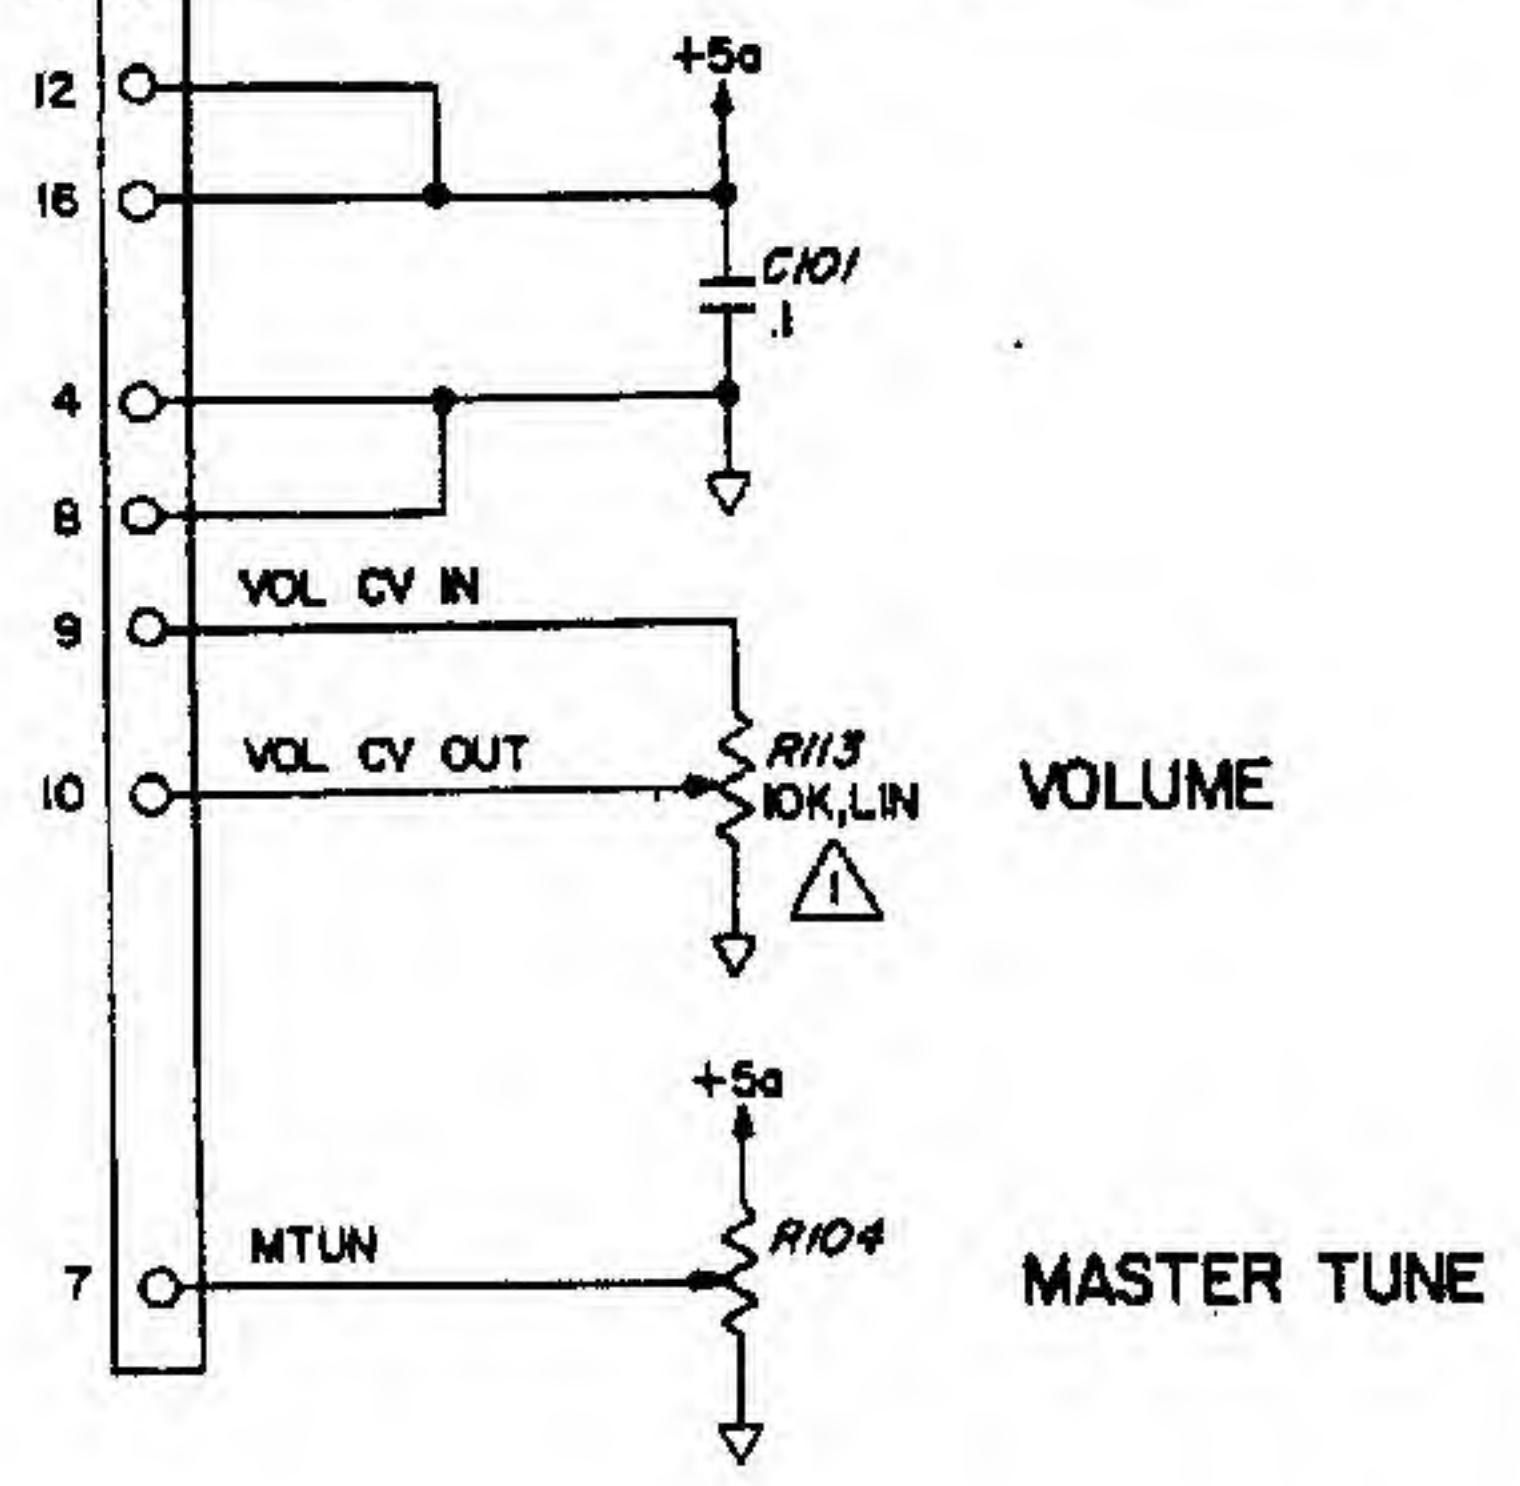 +5a
12
16
C101
.1
4
8
VOL CV IN
9
VOL CV OUT
R113
10
10K,LIN
VOLUME
1
+5a
MTUN
R104
7
MASTER TUNE